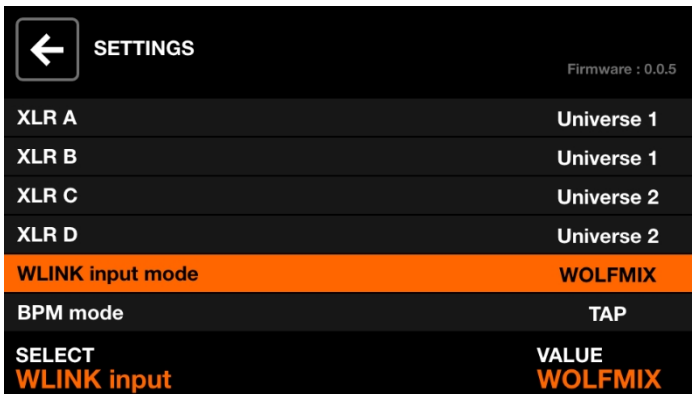 SETTINGS
Firmware : 0.0.5
XLR A Universe 1
XLR B Universe 1
XLR C Universe 2
XLR D Universe 2
WLINK input mode WOLFMIX
BPM mode TAP
SELECT VALUE
WLINK input WOLFMIX